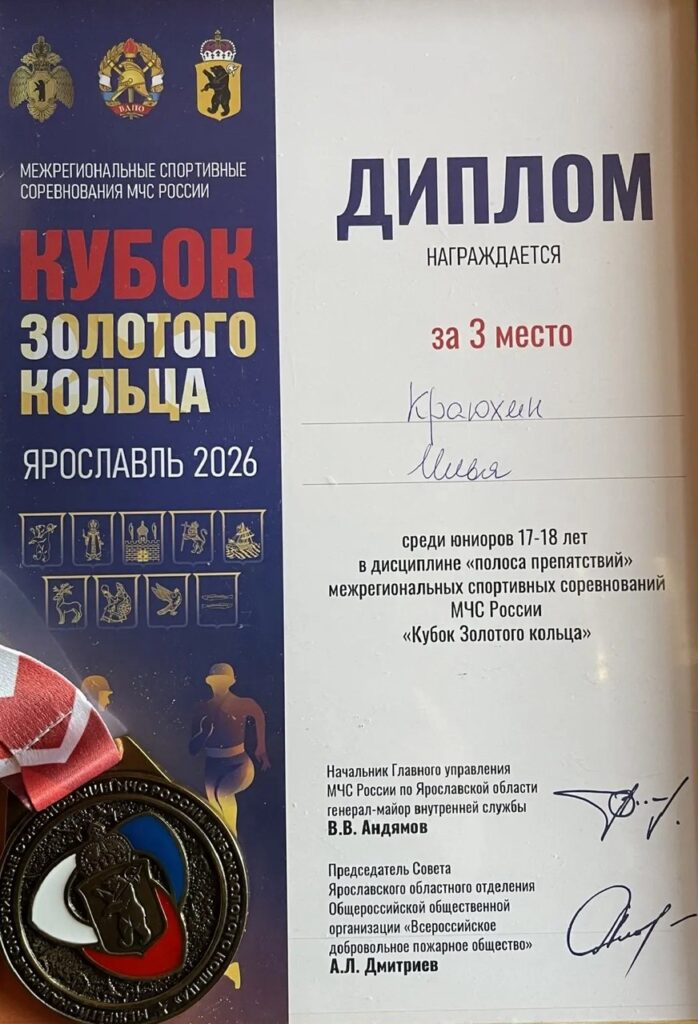 ВДПО
МЕЖРЕГИОНАЛЬНЫЕ СПОРТИВНЫЕ
СОРЕВНОВАНИЯ МЧС РОССИИ
КУБОК
ЗОЛОТОГО
КОЛЬЦА
ЯРОСЛАВЛЬ 2026
ДИПЛОМ
НАГРАЖДАЕТСЯ
за 3 место
Краюхин
Илья
среди юниоров 17-18 лет
в дисциплине «полоса препятствий»
межрегиональных спортивных соревнований
МЧС России
«Кубок Золотого кольца»
Начальник Главного управления
МЧС России по Ярославской области
генерал-майор внутренней службы
В.В. Андямов
Председатель Совета
Ярославского областного отделения
Общероссийской общественной
организации «Всероссийское
добровольное пожарное общество»
А.Л. Дмитриев